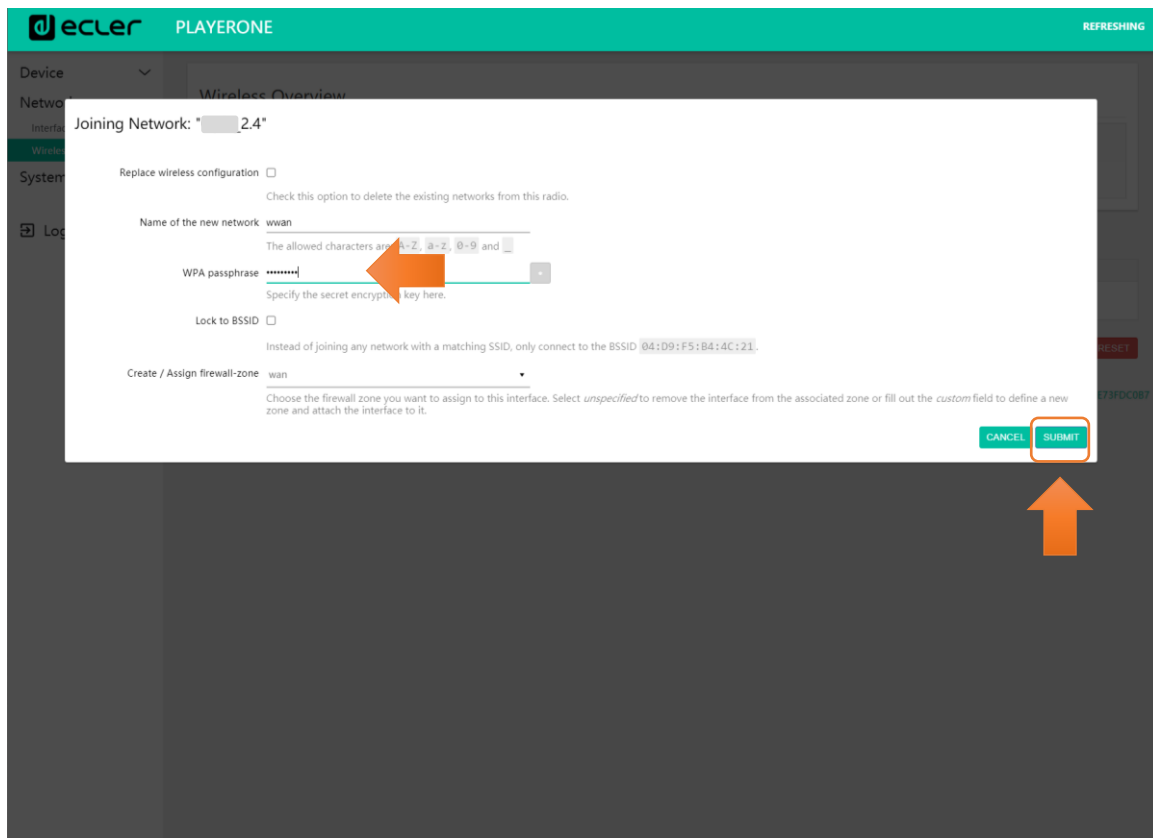 ecler PLAYERONE REFRESHING
Device
Wireless Overview
Joining Network: " _2.4"
Replace wireless configuration
Check this option to delete the existing networks from this radio.
Name of the new network wwan
The allowed characters are A-Z, a-z, 0-9 and _
WPA passphrase •••••••••
Specify the secret encryption key here.
System
Lock to BSSID
Instead of joining any network with a matching SSID, only connect to the BSSID 04:D9:F5:B4:4C:21.
RESET
Create / Assign firewall-zone wan
Choose the firewall zone you want to assign to this interface. Select unspecified to remove the interface from the associated zone or fill out the custom field to define a new
zone and attach the interface to it.
CANCEL SUBMIT